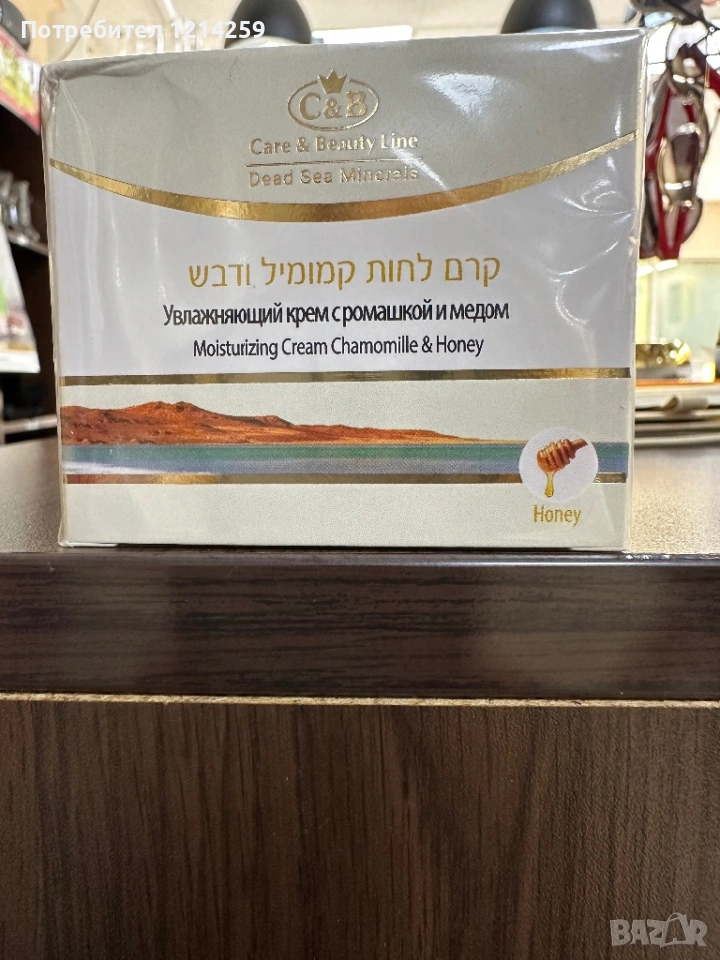 Потребител 1214259
C&B
Care & Beauty Line
Dead Sea Minerals
קרם לחות קמומיל ודבש
Увлажняющий крем с ромашкой и медом
Moisturizing Cream Chamomille & Honey
Honey
BAZAR